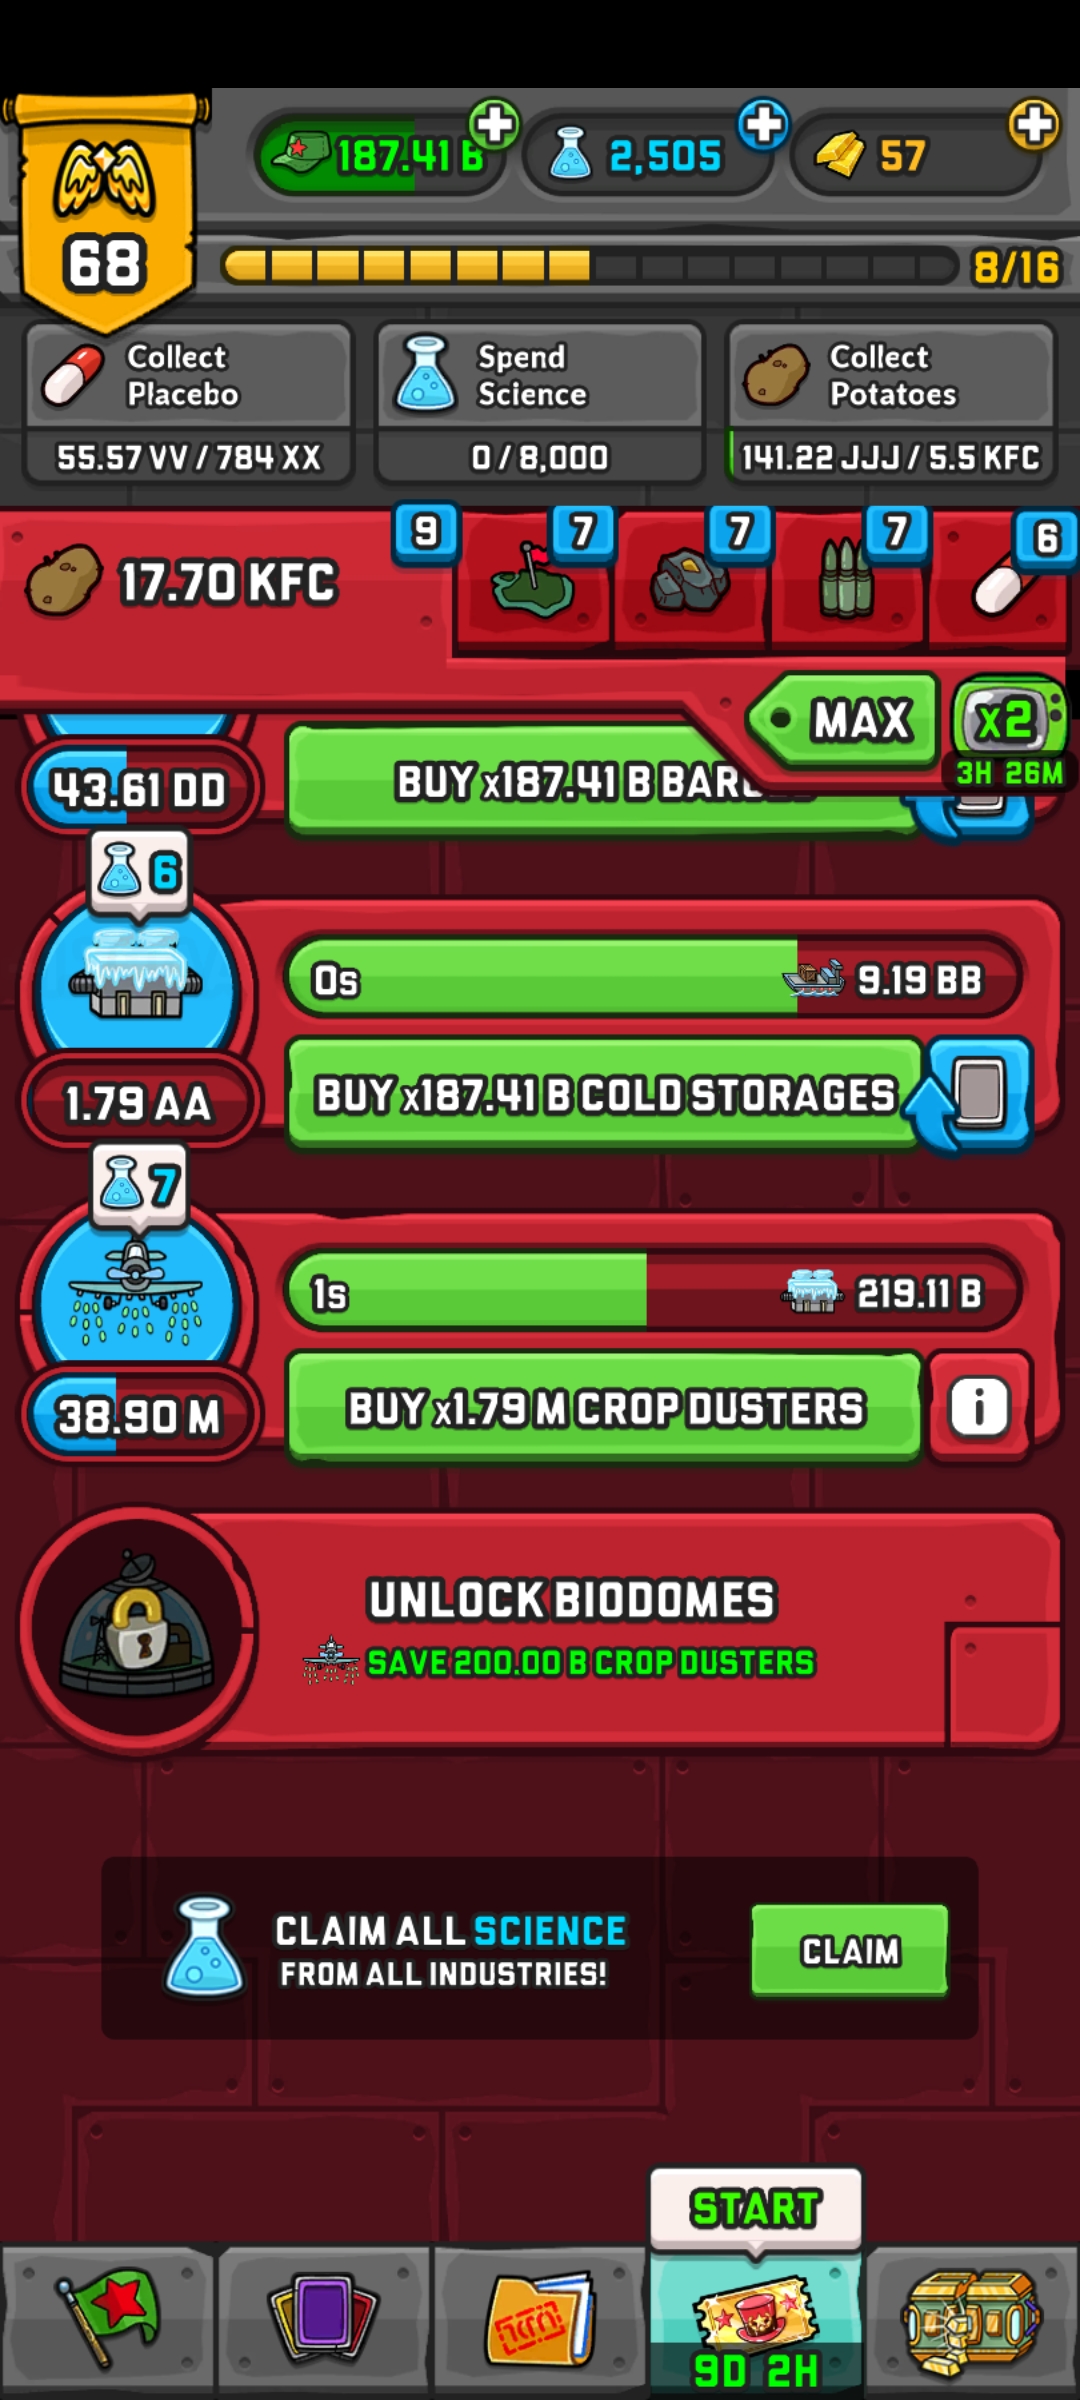 187.41 B
2,505
57
68
8/16
Collect
Placebo
55.57 VV / 784 XX
Spend
Science
0 / 8,000
Collect
Potatoes
141.22 JJJ / 5.5 KFC
17.70 KFC
9
7
7
7
6
MAX
x2
3H 26M
43.61 DD
BUY x187.41 B
6
0s
9.19 BB
1.79 AA
BUY x187.41 B COLD STORAGES
7
1s
219.11 B
38.90 M
BUY x1.79 M CROP DUSTERS
i
UNLOCK BIODOMES
SAVE 200.00 B CROP DUSTERS
CLAIM ALL SCIENCE
FROM ALL INDUSTRIES!
CLAIM
START
9D 2H